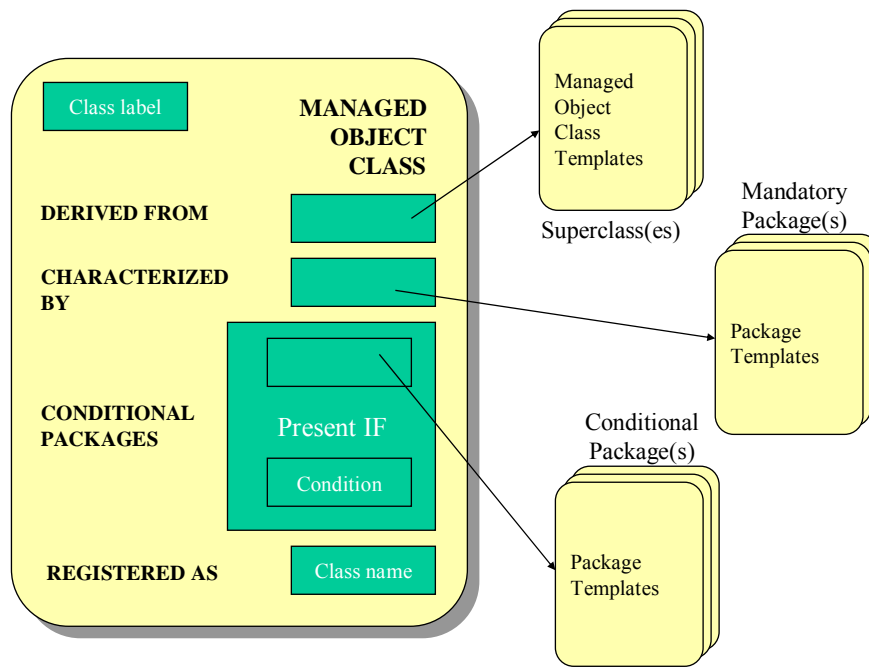 Class label
MANAGED
OBJECT
CLASS
DERIVED FROM
CHARACTERIZED
BY
CONDITIONAL
PACKAGES
Present IF
Condition
REGISTERED AS
Class name
Managed
Object
Class
Templates
Superclass(es)
Mandatory
Package(s)
Package
Templates
Conditional
Package(s)
Package
Templates